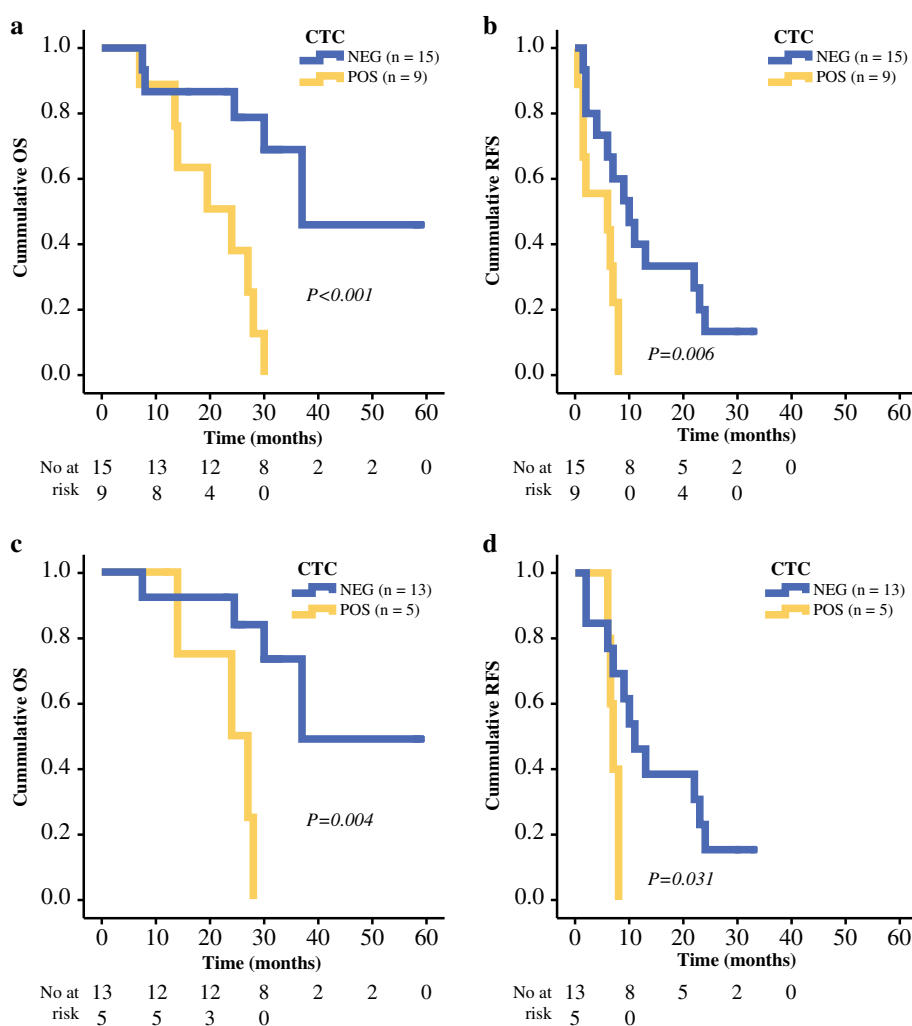 a
CTC
NEG (n = 15)
POS (n = 9)
Cummulative OS
1.0
0.8
0.6
0.4
0.2
0.0
P<0.001
0 10 20 30 40 50 60
Time (months)
No at risk
15 13 12 8 2 2 0
9 8 4 0
b
CTC
NEG (n = 15)
POS (n = 9)
Cummulative RFS
1.0
0.8
0.6
0.4
0.2
0.0
P=0.006
0 10 20 30 40 50 60
Time (months)
No at risk
15 8 5 2 0
9 0 4 0
c
CTC
NEG (n = 13)
POS (n = 5)
Cummulative OS
1.0
0.8
0.6
0.4
0.2
0.0
P=0.004
0 10 20 30 40 50 60
Time (months)
No at risk
13 12 12 8 2 2 0
5 5 3 0
d
CTC
NEG (n = 13)
POS (n = 5)
Cummulative RFS
1.0
0.8
0.6
0.4
0.2
0.0
P=0.031
0 10 20 30 40 50 60
Time (months)
No at risk
13 8 5 2 0
5 0